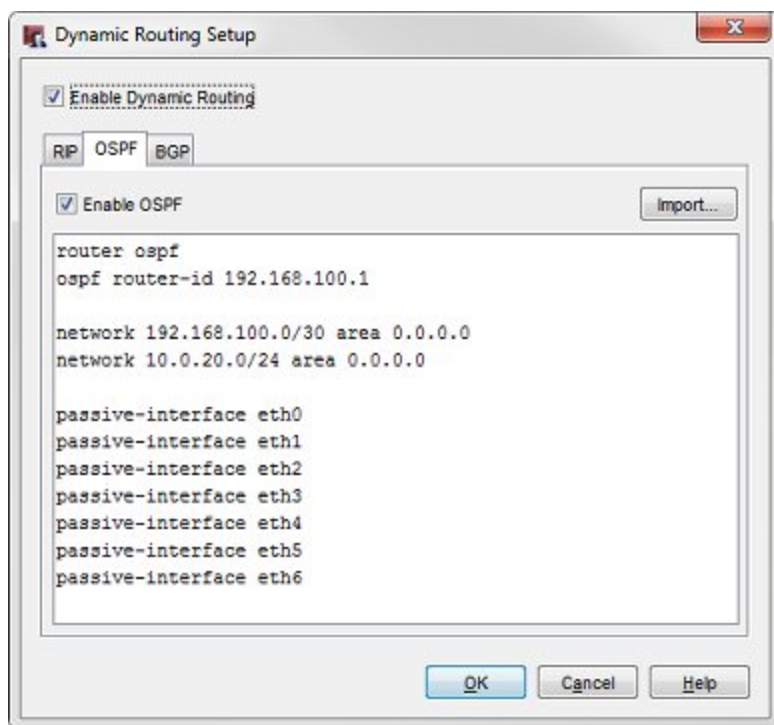 Dynamic Routing Setup
Enable Dynamic Routing
RIP OSPF BGP
Enable OSPF Import...
router ospf
ospf router-id 192.168.100.1
network 192.168.100.0/30 area 0.0.0.0
network 10.0.20.0/24 area 0.0.0.0
passive-interface eth0
passive-interface eth1
passive-interface eth2
passive-interface eth3
passive-interface eth4
passive-interface eth5
passive-interface eth6
OK Cancel Help